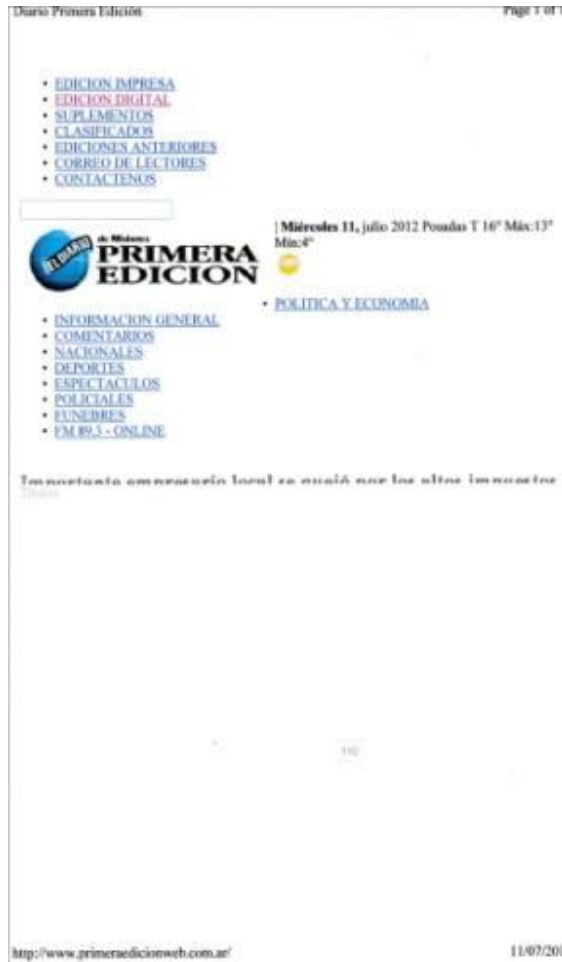 Diario Primera Edición
Page 1 of 1
EDICION IMPRESA
EDICION DIGITAL
SUPLEMENTOS
CLASIFICADOS
EDICIONES ANTERIORES
CORREO DE LECTORES
CONTACTENOS
| Miércoles 11, julio 2012 Posadas T 16° Máx:13°
Mín:4°
EL DIARIO de Misiones
PRIMERA
EDICION
POLITICA Y ECONOMIA
INFORMACION GENERAL
COMENTARIOS
NACIONALES
DEPORTES
ESPECTACULOS
POLICIALES
FUNEBRES
FM 89.3 - ONLINE
Importante empresario local se quejó por los altos impuestos
Titulos
http://www.primeraedicionweb.com.ar/
11/07/201